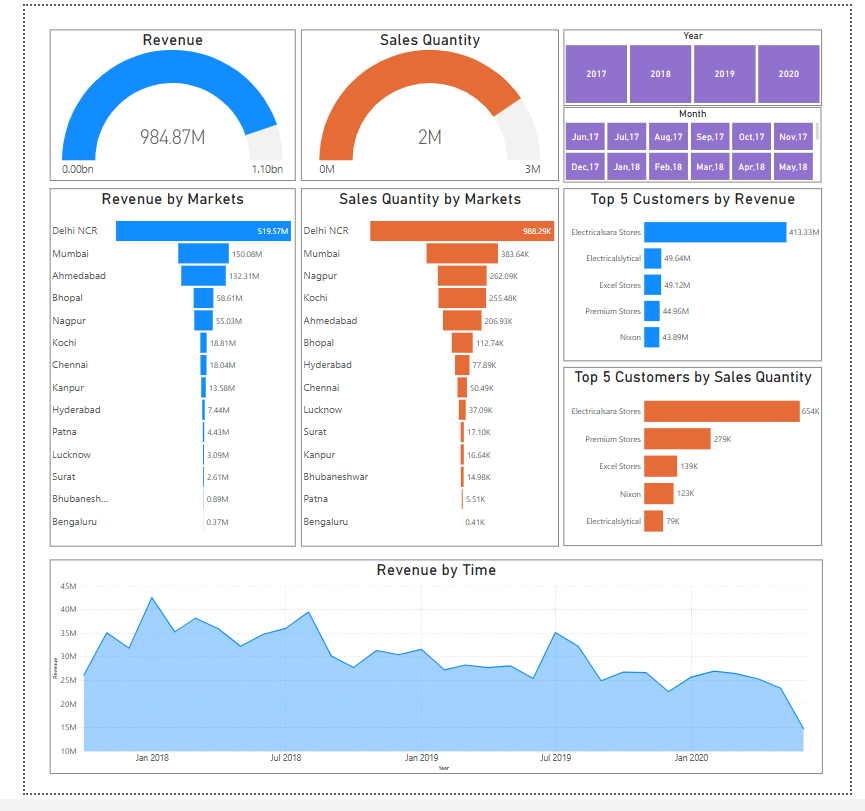 Revenue
984.87M
0.00bn 1.10bn
Sales Quantity
2M
0M 3M
Year
2017 2018 2019 2020
Month
Jun,17 Jul,17 Aug,17 Sep,17 Oct,17 Nov,17
Dec,17 Jan,18 Feb,18 Mar,18 Apr,18 May,18
Revenue by Markets
Delhi NCR 519.57M
Mumbai 150.08M
Ahmedabad 132.31M
Bhopal 58.61M
Nagpur 55.03M
Kochi 18.81M
Chennai 18.04M
Kanpur 13.58M
Hyderabad 7.44M
Patna 4.43M
Lucknow 3.09M
Surat 2.61M
Bhubanesh... 0.89M
Bengaluru 0.37M
Sales Quantity by Markets
Delhi NCR 988.29K
Mumbai 383.64K
Nagpur 262.09K
Kochi 255.48K
Ahmedabad 206.93K
Bhopal 112.74K
Hyderabad 77.89K
Chennai 50.49K
Lucknow 37.09K
Surat 17.10K
Kanpur 16.64K
Bhubaneshwar 14.98K
Patna 5.51K
Bengaluru 0.41K
Top 5 Customers by Revenue
Electricalsara Stores 413.33M
Electricalslytical 49.64M
Excel Stores 49.12M
Premium Stores 44.96M
Nixon 43.89M
Top 5 Customers by Sales Quantity
Electricalsara Stores 654K
Premium Stores 279K
Excel Stores 139K
Nixon 123K
Electricalslytical 79K
Revenue by Time
45M
40M
35M
30M
25M
20M
15M
10M
Revenue
Jan 2018 Jul 2018 Jan 2019 Jul 2019 Jan 2020
Year